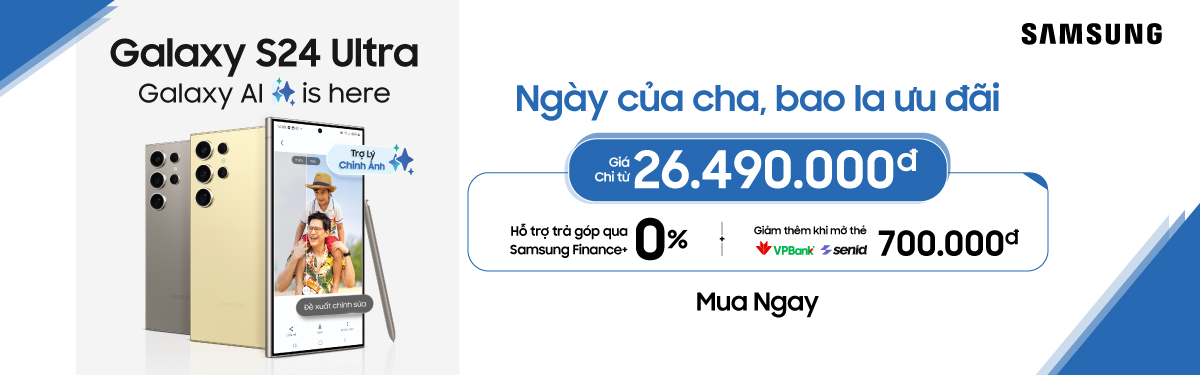 Galaxy S24 Ultra
Galaxy AI is here
Trợ Lý
Chỉnh Ảnh
Đề xuất chỉnh sửa
SAMSUNG
Ngày của cha, bao la ưu đãi
Giá
Chỉ từ
26.490.000đ
Hỗ trợ trả góp qua
Samsung Finance+
0%
+
Giảm thêm khi mở thẻ
VPBank senid
700.000đ
Mua Ngay